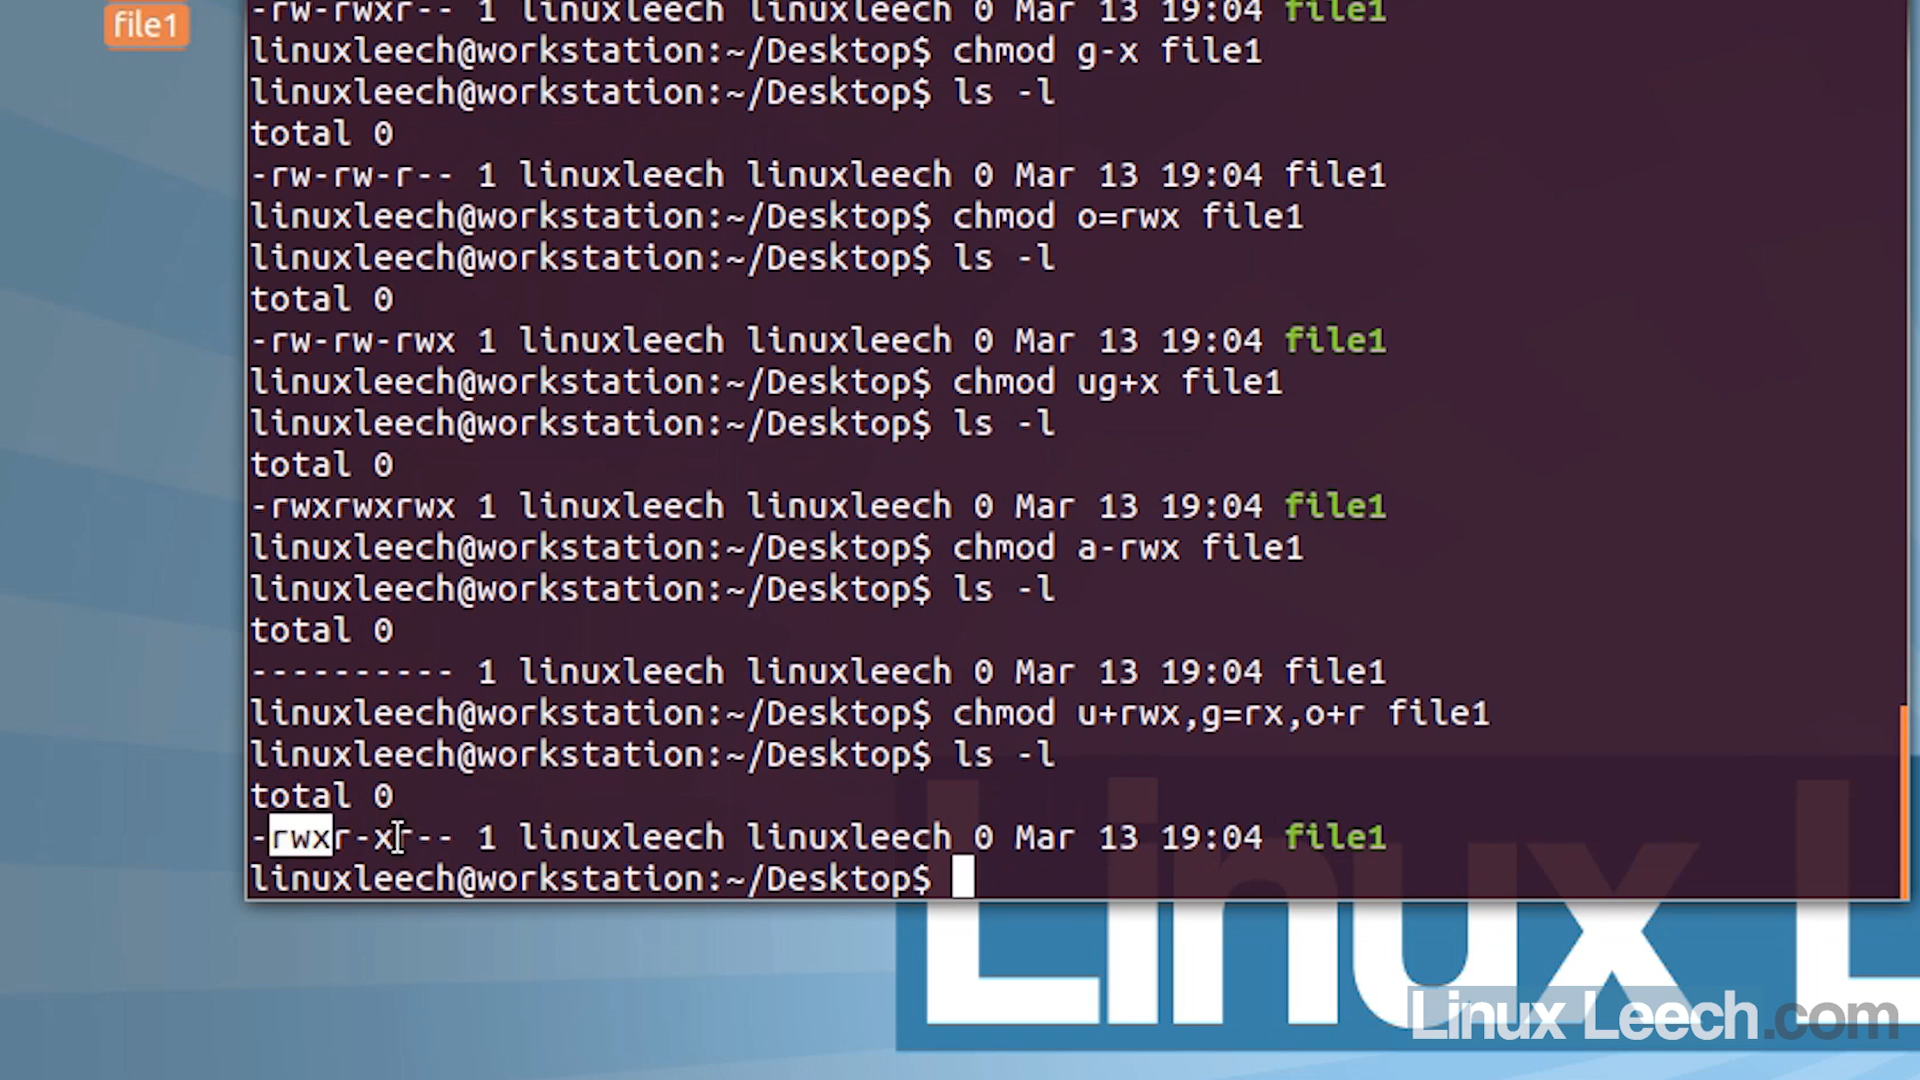 file1
-rw-rwxr-- 1 linuxleech linuxleech 0 Mar 13 19:04 file1
linuxleech@workstation:~/Desktop$ chmod g-x file1
linuxleech@workstation:~/Desktop$ ls -l
total 0
-rw-rw-r-- 1 linuxleech linuxleech 0 Mar 13 19:04 file1
linuxleech@workstation:~/Desktop$ chmod o=rwx file1
linuxleech@workstation:~/Desktop$ ls -l
total 0
-rw-rw-rwx 1 linuxleech linuxleech 0 Mar 13 19:04 file1
linuxleech@workstation:~/Desktop$ chmod ug+x file1
linuxleech@workstation:~/Desktop$ ls -l
total 0
-rwxrwxrwx 1 linuxleech linuxleech 0 Mar 13 19:04 file1
linuxleech@workstation:~/Desktop$ chmod a-rwx file1
linuxleech@workstation:~/Desktop$ ls -l
total 0
---------- 1 linuxleech linuxleech 0 Mar 13 19:04 file1
linuxleech@workstation:~/Desktop$ chmod u+rwx,g=rx,o+r file1
linuxleech@workstation:~/Desktop$ ls -l
total 0
-rwxr-xr-- 1 linuxleech linuxleech 0 Mar 13 19:04 file1
linuxleech@workstation:~/Desktop$
Linux L
Linux Leech.com